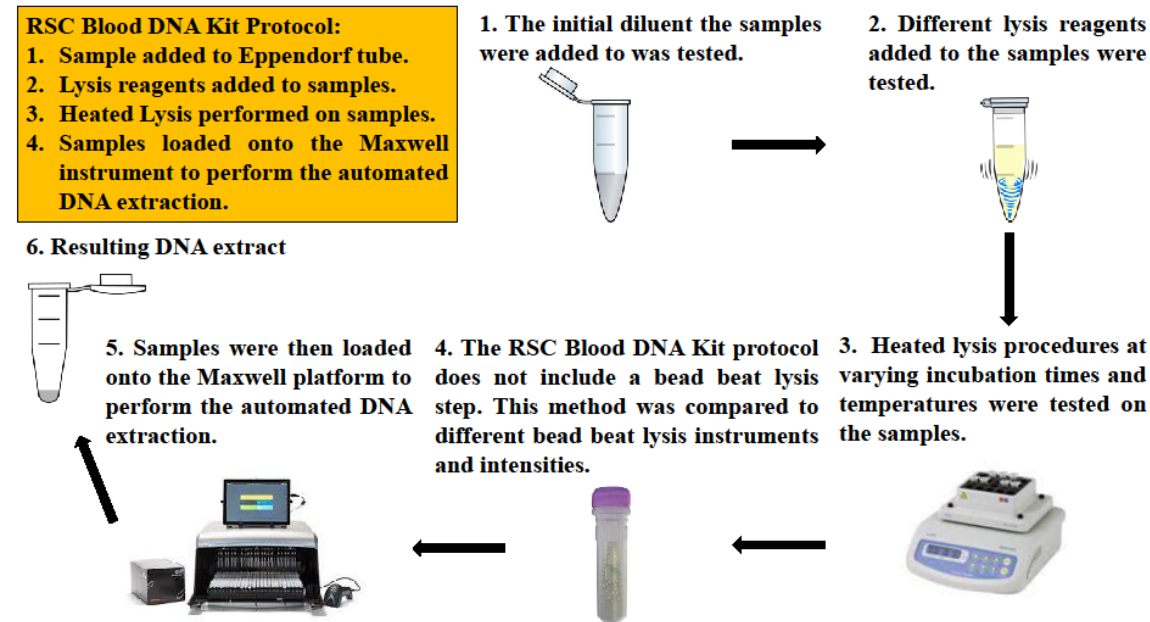 RSC Blood DNA Kit Protocol:
1. Sample added to Eppendorf tube.
2. Lysis reagents added to samples.
3. Heated Lysis performed on samples.
4. Samples loaded onto the Maxwell
instrument to perform the automated
DNA extraction.
1. The initial diluent the samples
were added to was tested.
2. Different lysis reagents
added to the samples were
tested.
3. Heated lysis procedures at
varying incubation times and
temperatures were tested on
the samples.
4. The RSC Blood DNA Kit protocol
does not include a bead beat lysis
step. This method was compared to
different bead beat lysis instruments
and intensities.
5. Samples were then loaded
onto the Maxwell platform to
perform the automated DNA
extraction.
6. Resulting DNA extract